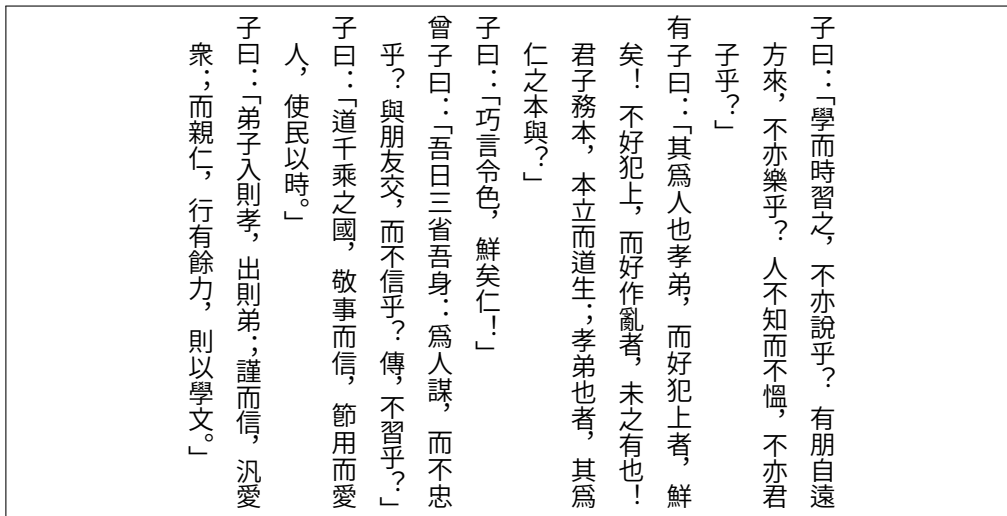 子曰：「學而時習之，不亦說乎？有朋自遠
方來，不亦樂乎？人不知而不慍，不亦君
子乎？」
有子曰：「其爲人也孝弟，而好犯上者，鮮
矣！不好犯上，而好作亂者，未之有也！
君子務本，本立而道生；孝弟也者，其爲
仁之本與？」
子曰：「巧言令色，鮮矣仁！」
曾子曰：「吾日三省吾身：爲人謀，而不忠
乎？與朋友交，而不信乎？傳，不習乎？」
子曰：「道千乘之國，敬事而信，節用而愛
人，使民以時。」
子曰：「弟子入則孝，出則弟；謹而信，汎愛
衆；而親仁，行有餘力，則以學文。」